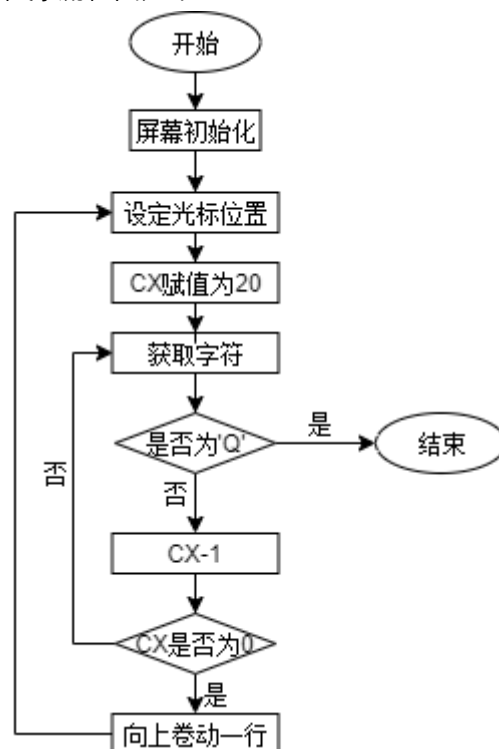 开始
屏幕初始化
设定光标位置
CX赋值为20
获取字符
是否为'Q'
是
结束
否
否
CX-1
CX是否为0
是
向上卷动一行